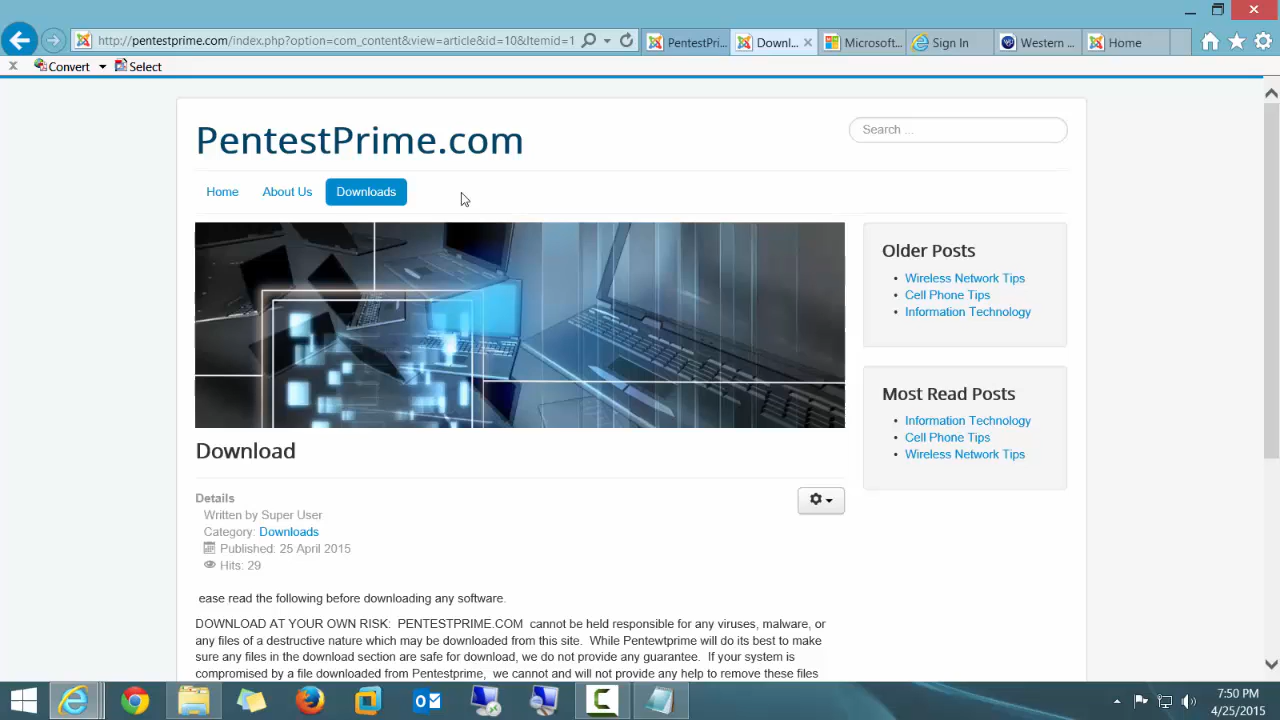 http://pentestprime.com/index.php?option=com_content&view=article&id=10&Itemid=1
PentestPri...
Downl...
Microsoft...
Sign In
Western ...
Home
x Convert Select
PentestPrime.com
Search ...
Home About Us Downloads
Older Posts
Wireless Network Tips
Cell Phone Tips
Information Technology
Most Read Posts
Information Technology
Cell Phone Tips
Wireless Network Tips
Download
Details
Written by Super User
Category: Downloads
Published: 25 April 2015
Hits: 29
ease read the following before downloading any software.
DOWNLOAD AT YOUR OWN RISK: PENTESTPRIME.COM cannot be held responsible for any viruses, malware, or
any files of a destructive nature which may be downloaded from this site. While Pentewtprime will do its best to make
sure any files in the download section are safe for download, we do not provide any guarantee. If your system is
compromised by a file downloaded from Pentestprime, we cannot and will not provide any help to remove these files
7:50 PM
4/25/2015